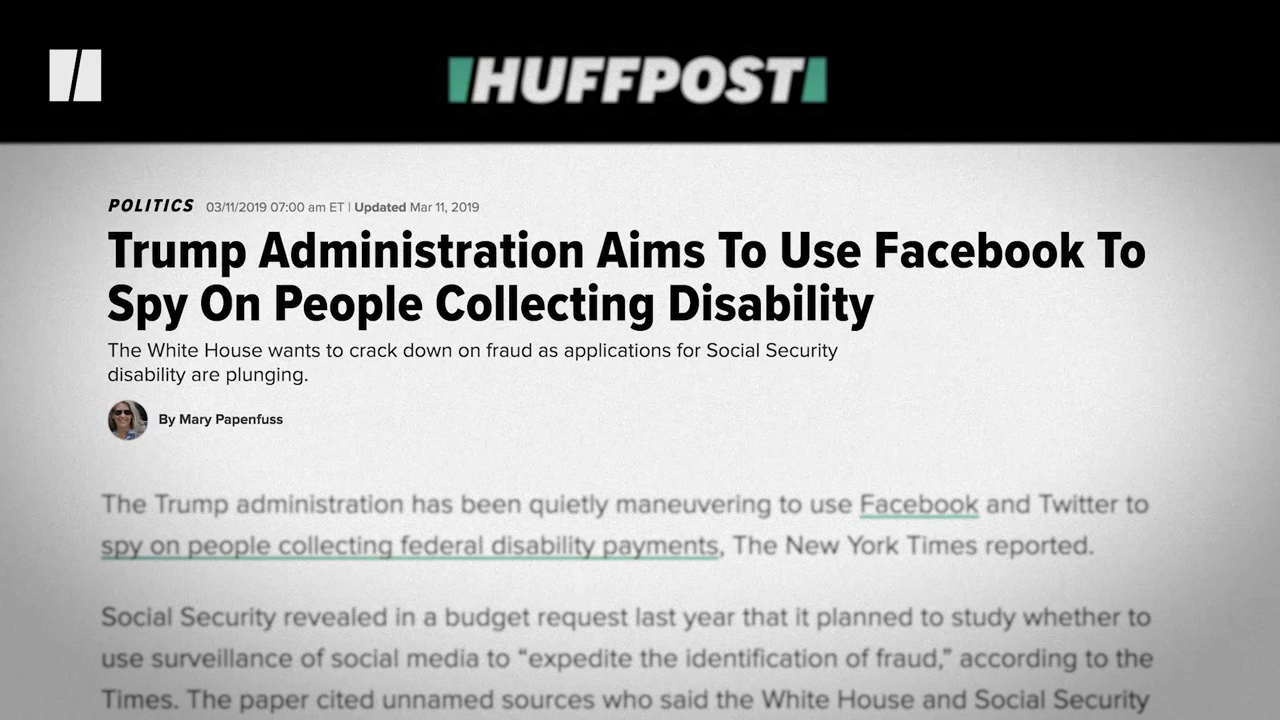 HUFFPOST
POLITICS 03/11/2019 07:00 am ET | Updated Mar 11, 2019
Trump Administration Aims To Use Facebook To
Spy On People Collecting Disability
The White House wants to crack down on fraud as applications for Social Security
disability are plunging.
By Mary Papenfuss
The Trump administration has been quietly maneuvering to use Facebook and Twitter to
spy on people collecting federal disability payments, The New York Times reported.
Social Security revealed in a budget request last year that it planned to study whether to
use surveillance of social media to “expedite the identification of fraud,” according to the
Times. The paper cited unnamed sources who said the White House and Social Security